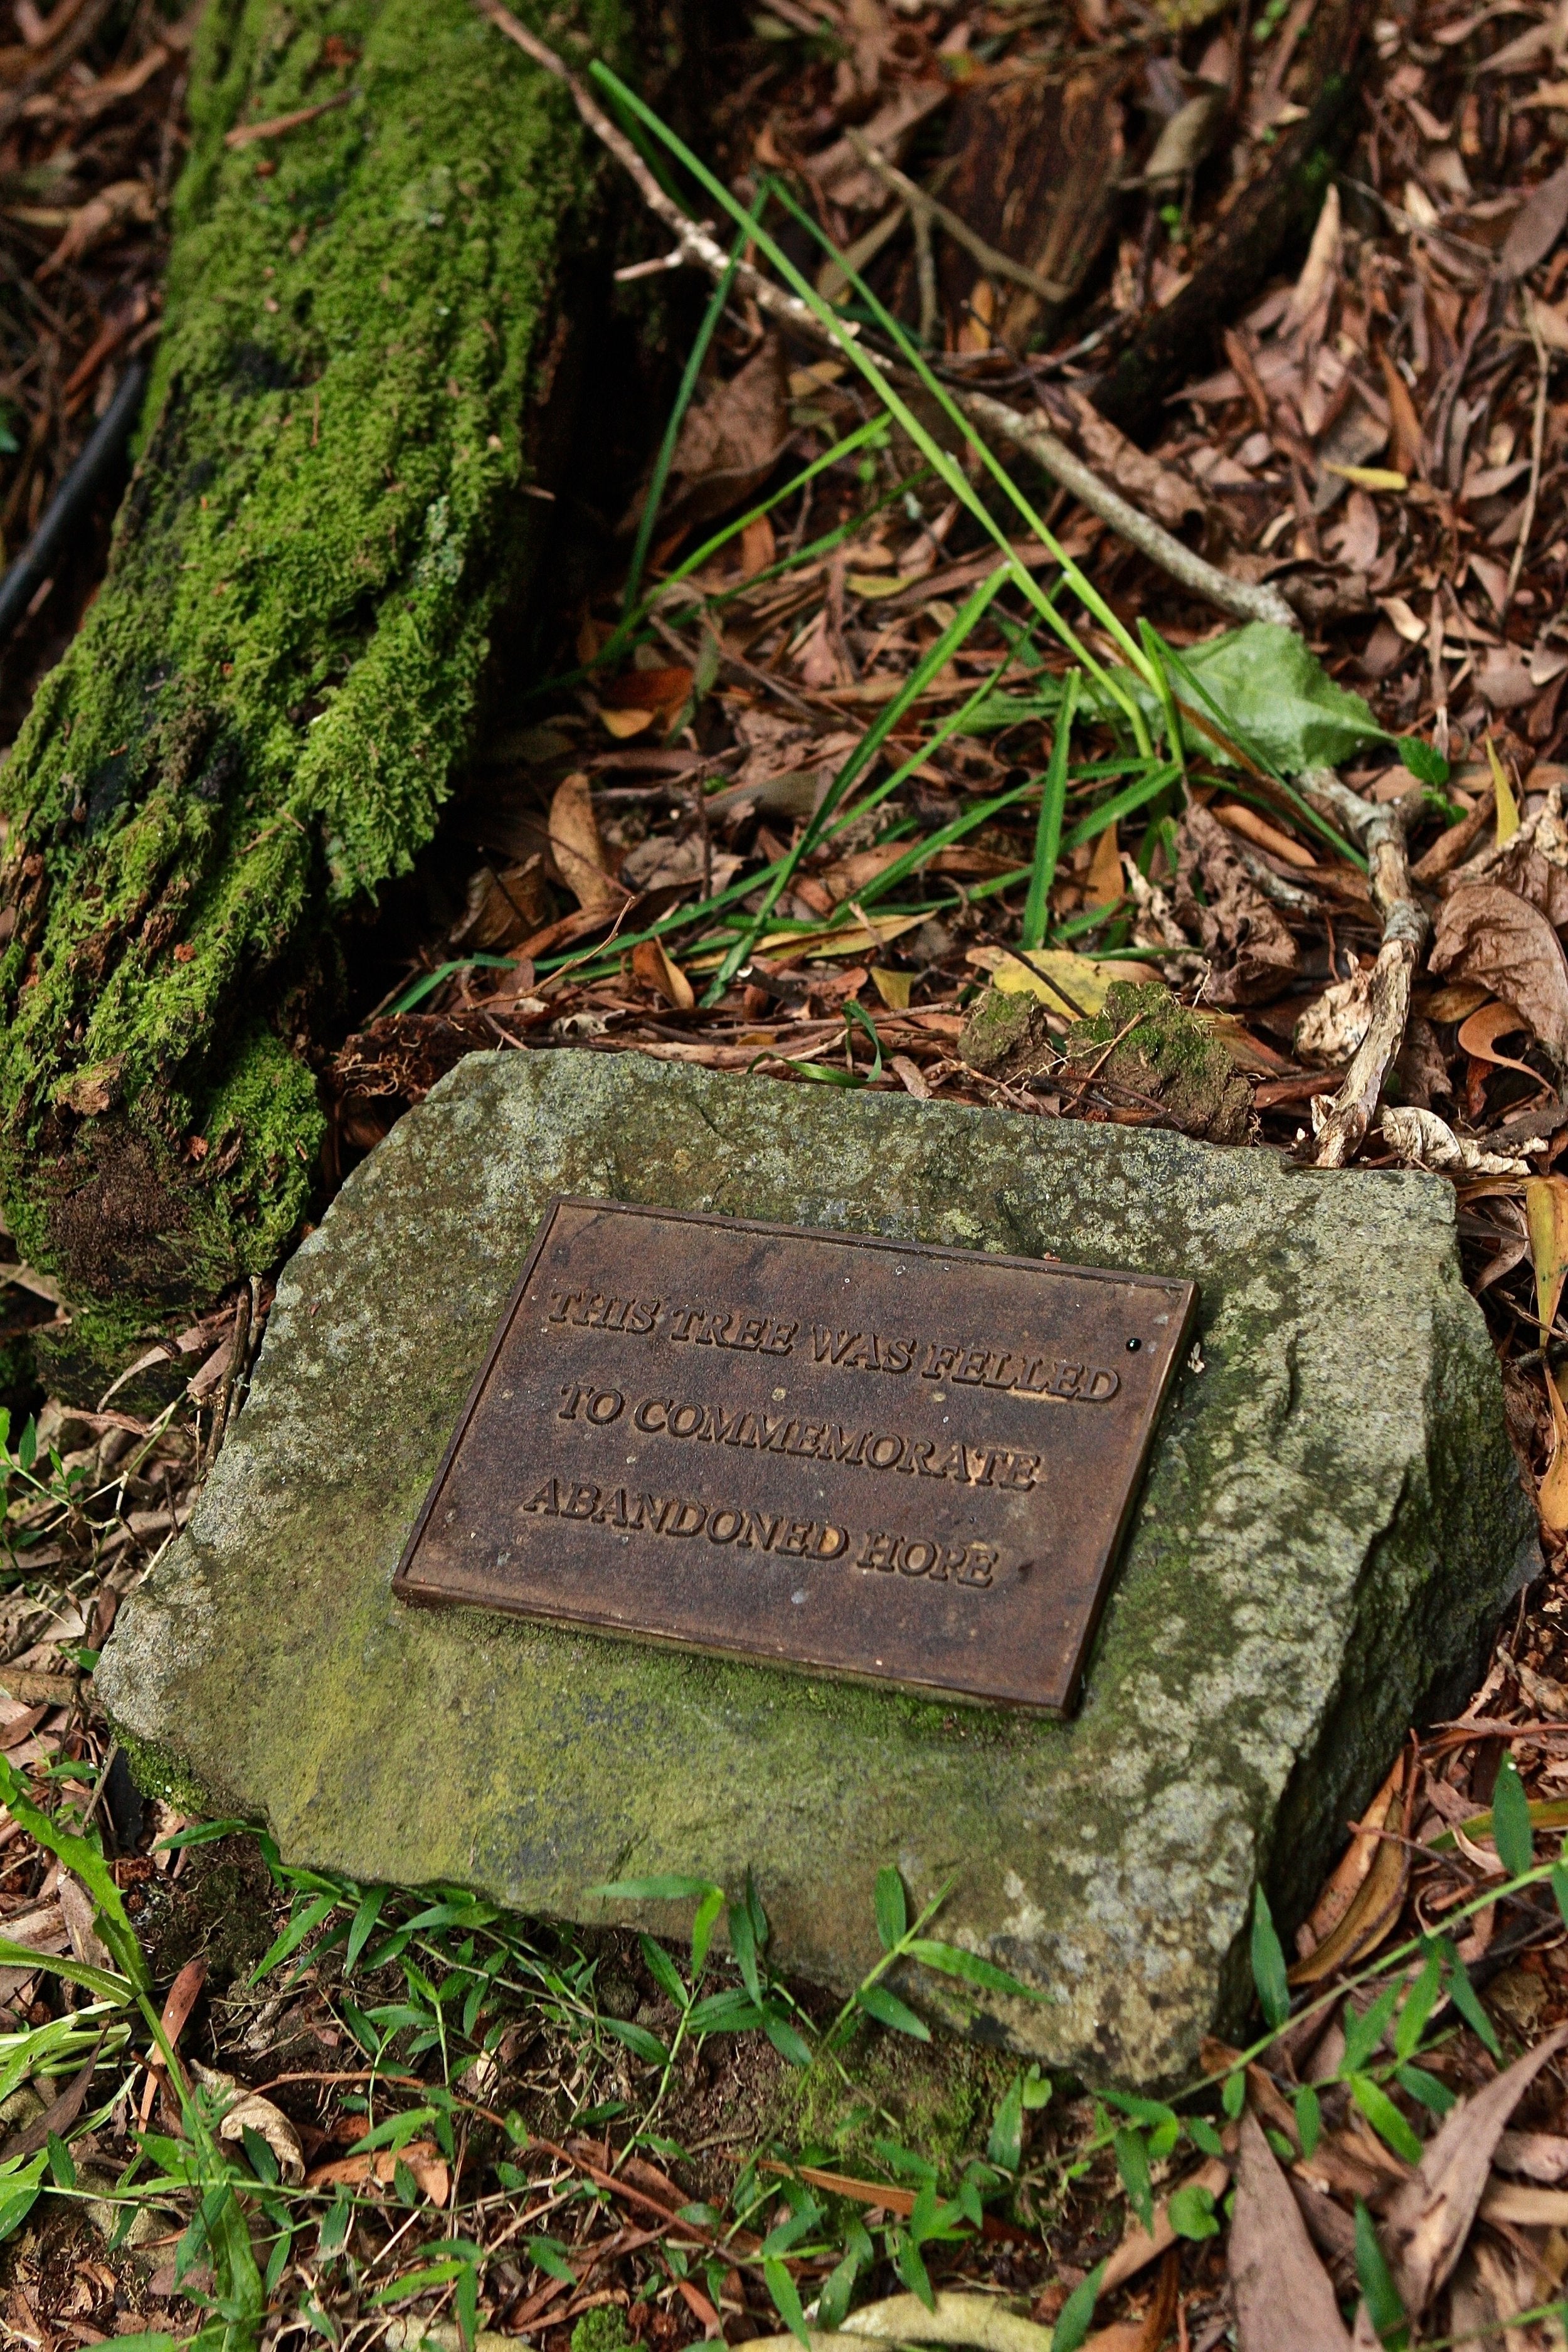 THIS TREE WAS FELLED
TO COMMEMORATE
ABANDONED HOPE